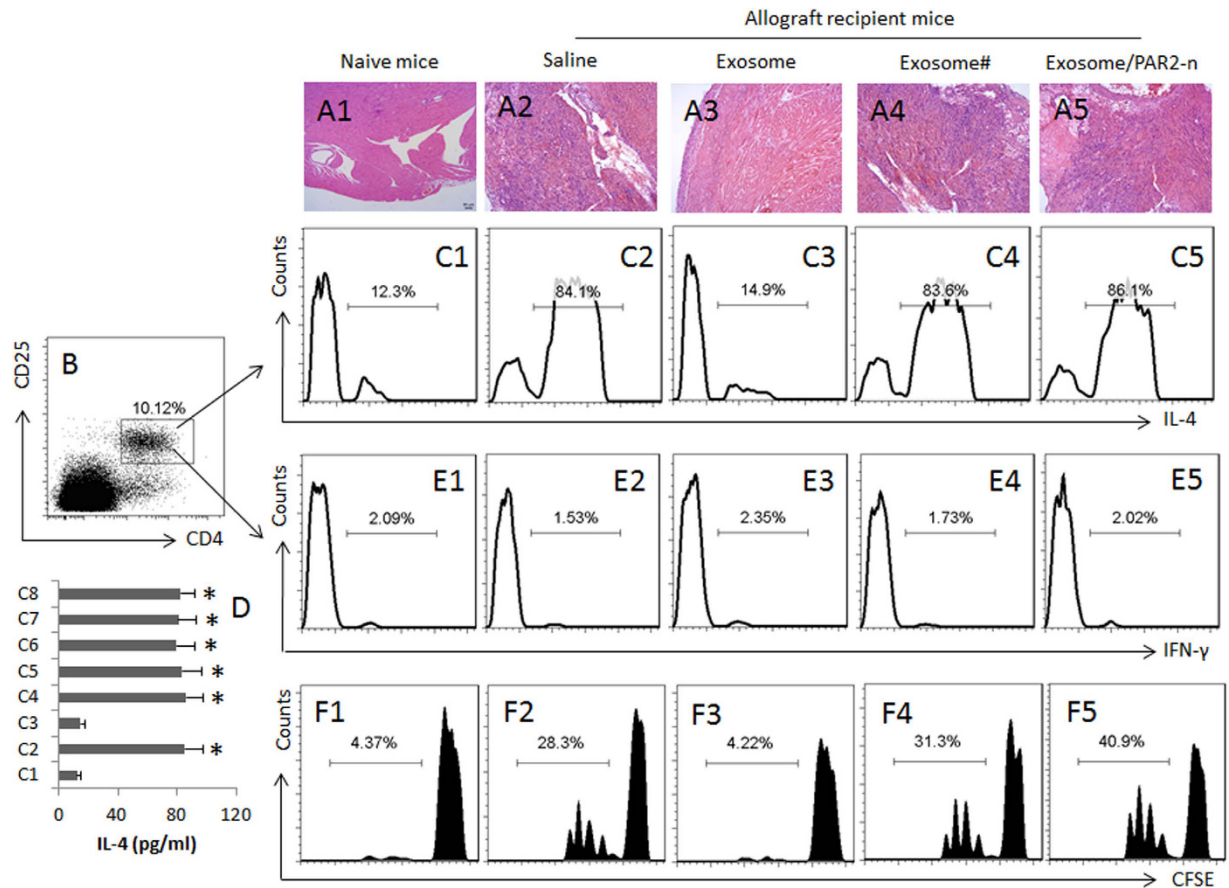 Allograft recipient mice
Naive mice Saline Exosome Exosome# Exosome/PAR2-n
A1 A2 A3 A4 A5
Counts
C1 C2 C3 C4 C5
12.3% 84.1% 14.9% 83.6% 86.1%
IL-4
CD25
B
10.12%
CD4
Counts
E1 E2 E3 E4 E5
2.09% 1.53% 2.35% 1.73% 2.02%
IFN-γ
D
C8 *
C7 *
C6 *
C5 *
C4 *
C3
C2 *
C1
0 40 80 120
IL-4 (pg/ml)
Counts
F1 F2 F3 F4 F5
4.37% 28.3% 4.22% 31.3% 40.9%
CFSE